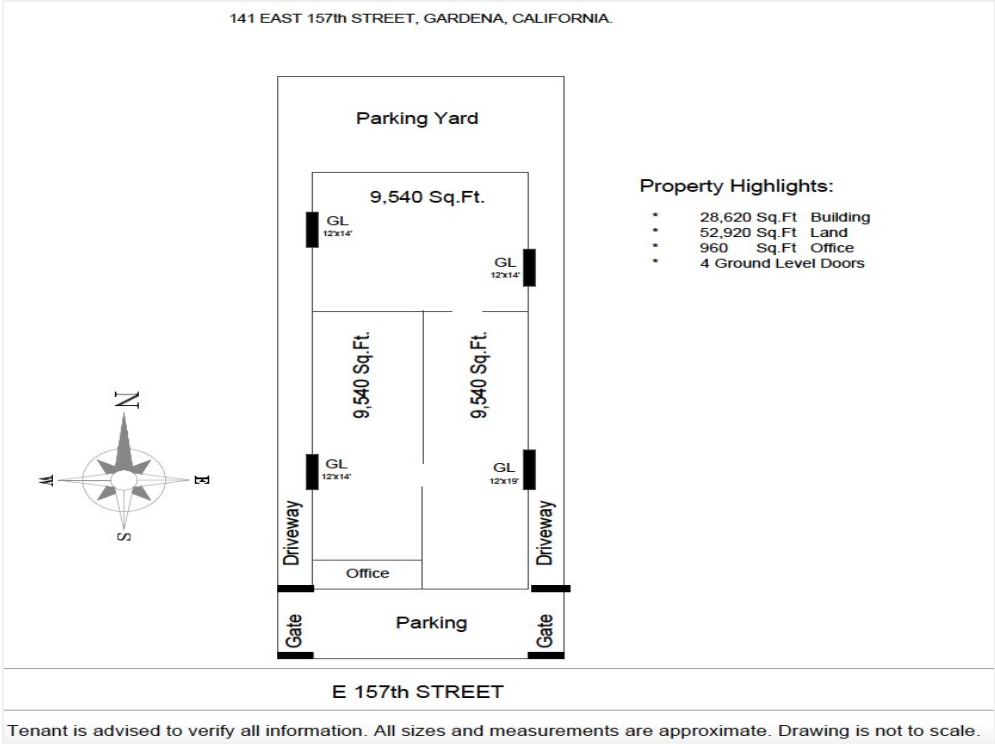 141 EAST 157th STREET, GARDENA, CALIFORNIA.
Parking Yard
9,540 Sq.Ft.
GL
12'x14'
GL
12'x14'
Property Highlights:
* 28,620 Sq.Ft Building
* 52,920 Sq.Ft Land
* 960 Sq.Ft Office
* 4 Ground Level Doors
9,540 Sq.Ft.
9,540 Sq.Ft.
N
W
E
S
GL
12'x14'
GL
12'x19'
Driveway
Driveway
Office
Gate
Parking
Gate
E 157th STREET
Tenant is advised to verify all information. All sizes and measurements are approximate. Drawing is not to scale.